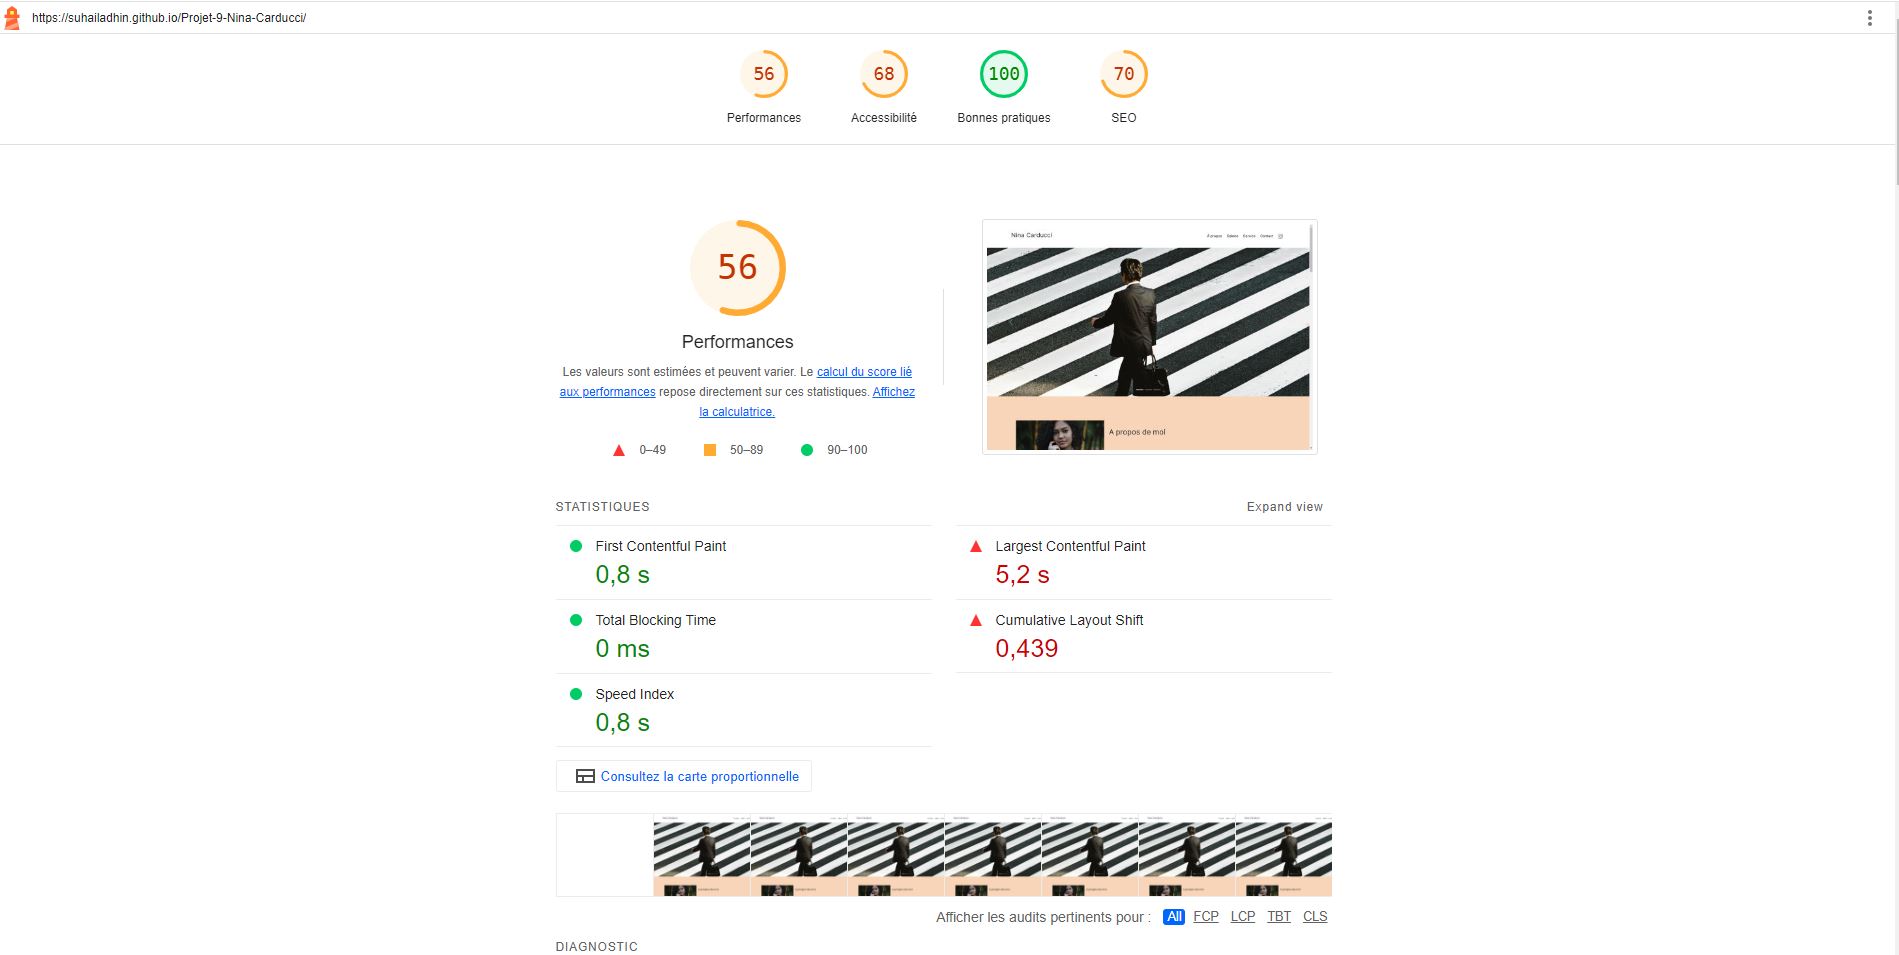 https://suhailadhin.github.io/Projet-9-Nina-Carducci/
56
68
100
70
Performances
Accessibilité
Bonnes pratiques
SEO
56
Performances
Les valeurs sont estimées et peuvent varier. Le calcul du score lié
aux performances repose directement sur ces statistiques. Affichez
la calculatrice.
0–49
50–89
90–100
Nina Carducci
À propos Galerie Service Contact
A propos de moi
STATISTIQUES
Expand view
First Contentful Paint
0,8 s
Largest Contentful Paint
5,2 s
Total Blocking Time
0 ms
Cumulative Layout Shift
0,439
Speed Index
0,8 s
Consultez la carte proportionnelle
Afficher les audits pertinents pour : All FCP LCP TBT CLS
DIAGNOSTIC